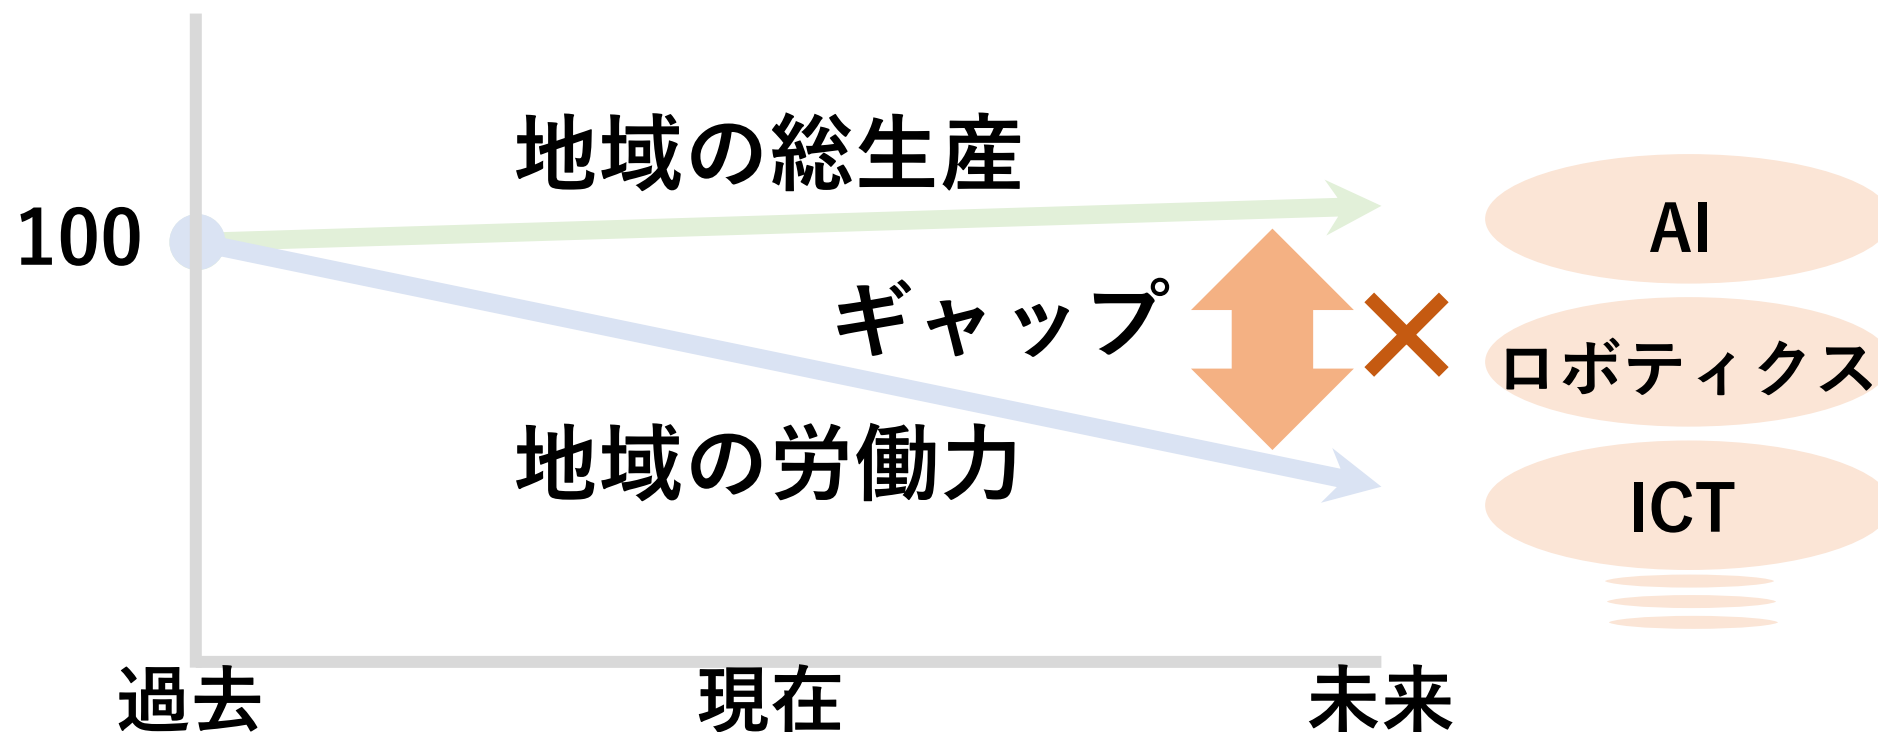 地域の総生産
100
ギャップ
地域の労働力
AI
ロボティクス
ICT
過去
現在
未来